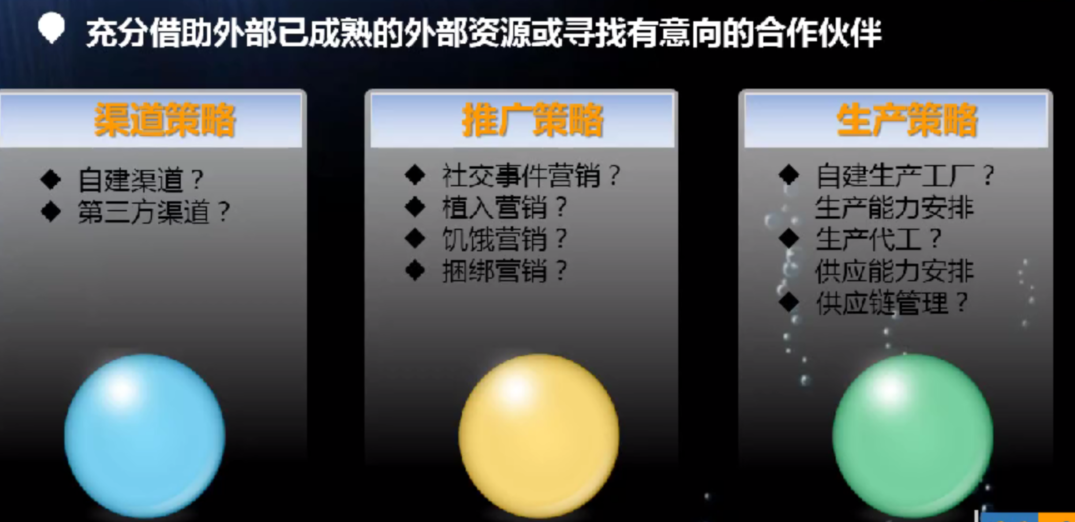 充分借助外部已成熟的外部资源或寻找有意向的合作伙伴
渠道策略
自建渠道？
第三方渠道？
推广策略
社交事件营销？
植入营销？
饥饿营销？
捆绑营销？
生产策略
自建生产工厂？
生产能力安排
生产代工？
供应能力安排
供应链管理？